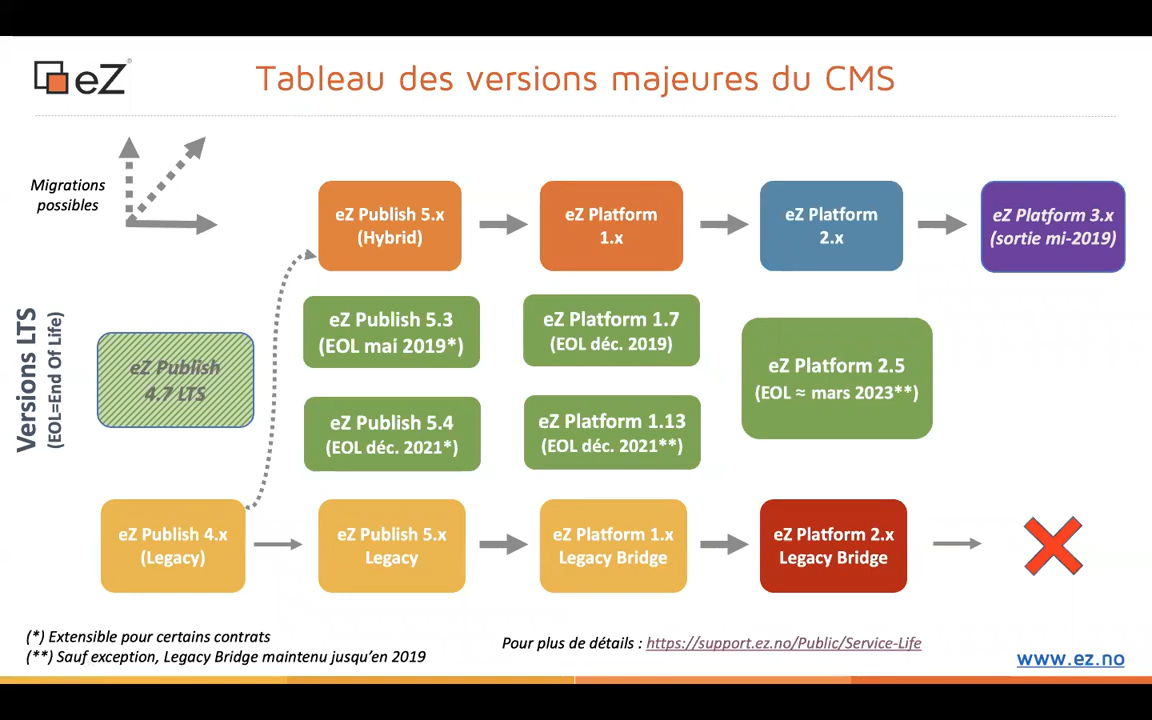 eZ
Tableau des versions majeures du CMS
Migrations
possibles
eZ Publish 5.x
(Hybrid)
eZ Platform
1.x
eZ Platform
2.x
eZ Platform 3.x
(sortie mi-2019)
Versions LTS
(EOL=End Of Life)
eZ Publish
4.7 LTS
eZ Publish 5.3
(EOL mai 2019*)
eZ Platform 1.7
(EOL déc. 2019)
eZ Platform 2.5
(EOL ≈ mars 2023**)
eZ Publish 5.4
(EOL déc. 2021*)
eZ Platform 1.13
(EOL déc. 2021**)
eZ Publish 4.x
(Legacy)
eZ Publish 5.x
Legacy
eZ Platform 1.x
Legacy Bridge
eZ Platform 2.x
Legacy Bridge
(*) Extensible pour certains contrats
(**) Sauf exception, Legacy Bridge maintenu jusqu'en 2019
Pour plus de détails : https://support.ez.no/Public/Service-Life
www.ez.no